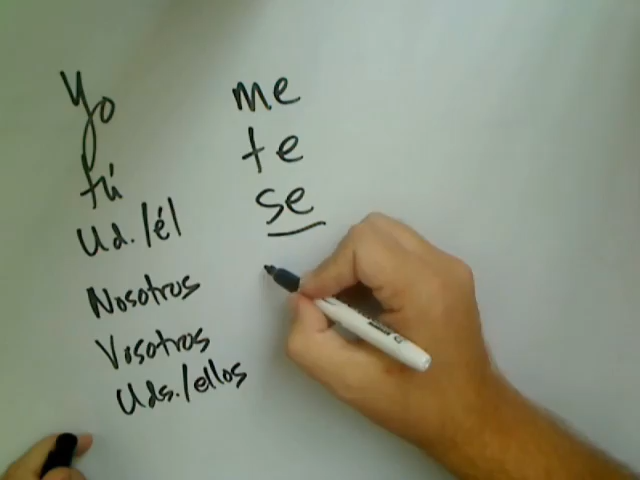 Yo me
tú te
Ud./él se
Nosotros
Vosotros
Uds./ellos